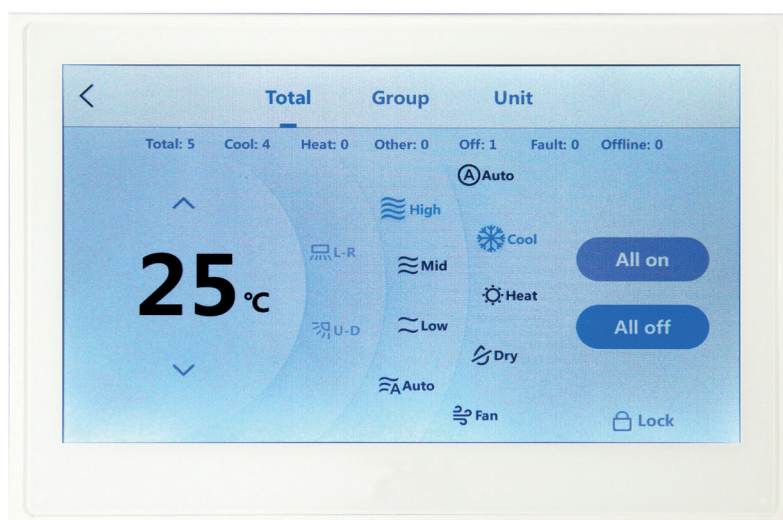 Total Group Unit
Total: 5 Cool: 4 Heat: 0 Other: 0 Off: 1 Fault: 0 Offline: 0
Auto
High
Cool
L-R
Mid
All on
25°C
Heat
U-D
Low
All off
Dry
Auto
Fan
Lock